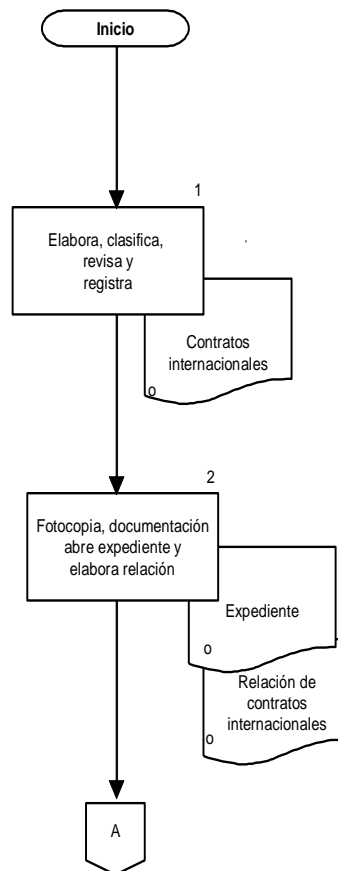 Inicio
1
Elabora, clasifica,
revisa y
registra
Contratos
internacionales
o
2
Fotocopia, documentación
abre expediente y
elabora relación
Expediente
o
Relación de
contratos
internacionales
o
A